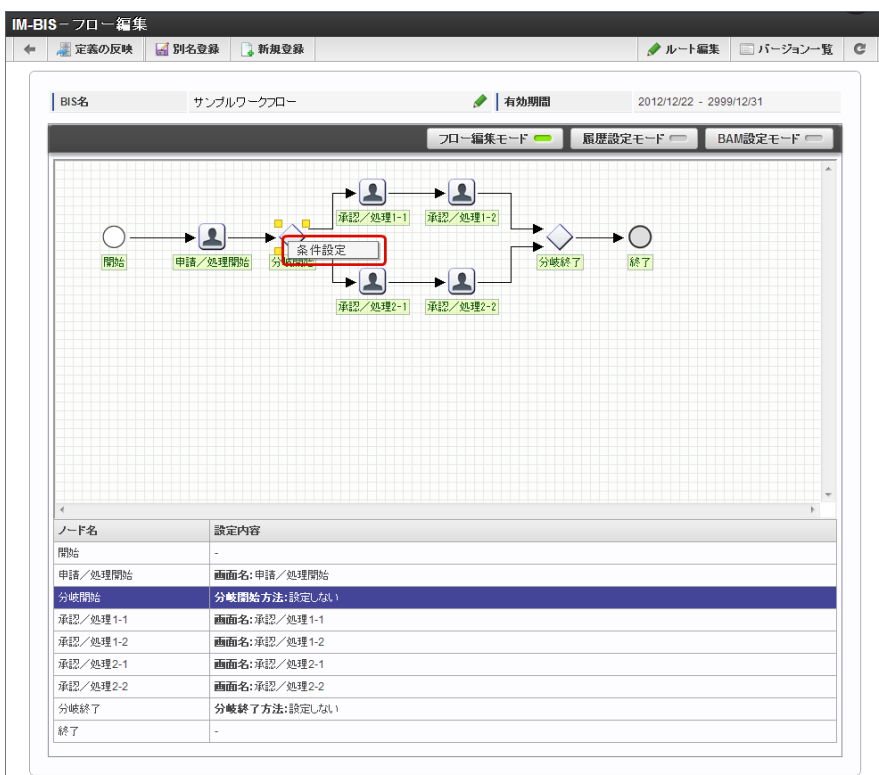 IM-BIS－フロー編集
定義の反映 別名登録 新規登録 ルート編集 バージョン一覧
BIS名 サンプルワークフロー 有効期間 2012/12/22 - 2999/12/31
フロー編集モード 履歴設定モード BAM設定モード
承認／処理1-1 承認／処理1-2
条件設定
開始 申請／処理開始 分岐開始 分岐終了 終了
承認／処理2-1 承認／処理2-2
ノード名 設定内容
開始 -
申請／処理開始 画面名:申請／処理開始
分岐開始 分岐開始方法:設定しない
承認／処理1-1 画面名:承認／処理1-1
承認／処理1-2 画面名:承認／処理1-2
承認／処理2-1 画面名:承認／処理2-1
承認／処理2-2 画面名:承認／処理2-2
分岐終了 分岐終了方法:設定しない
終了 -